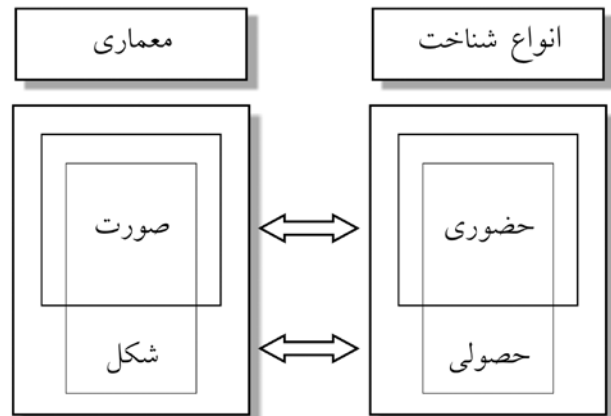 انواع شناخت
معماری
حضوری
صورت
حصولی
شکل